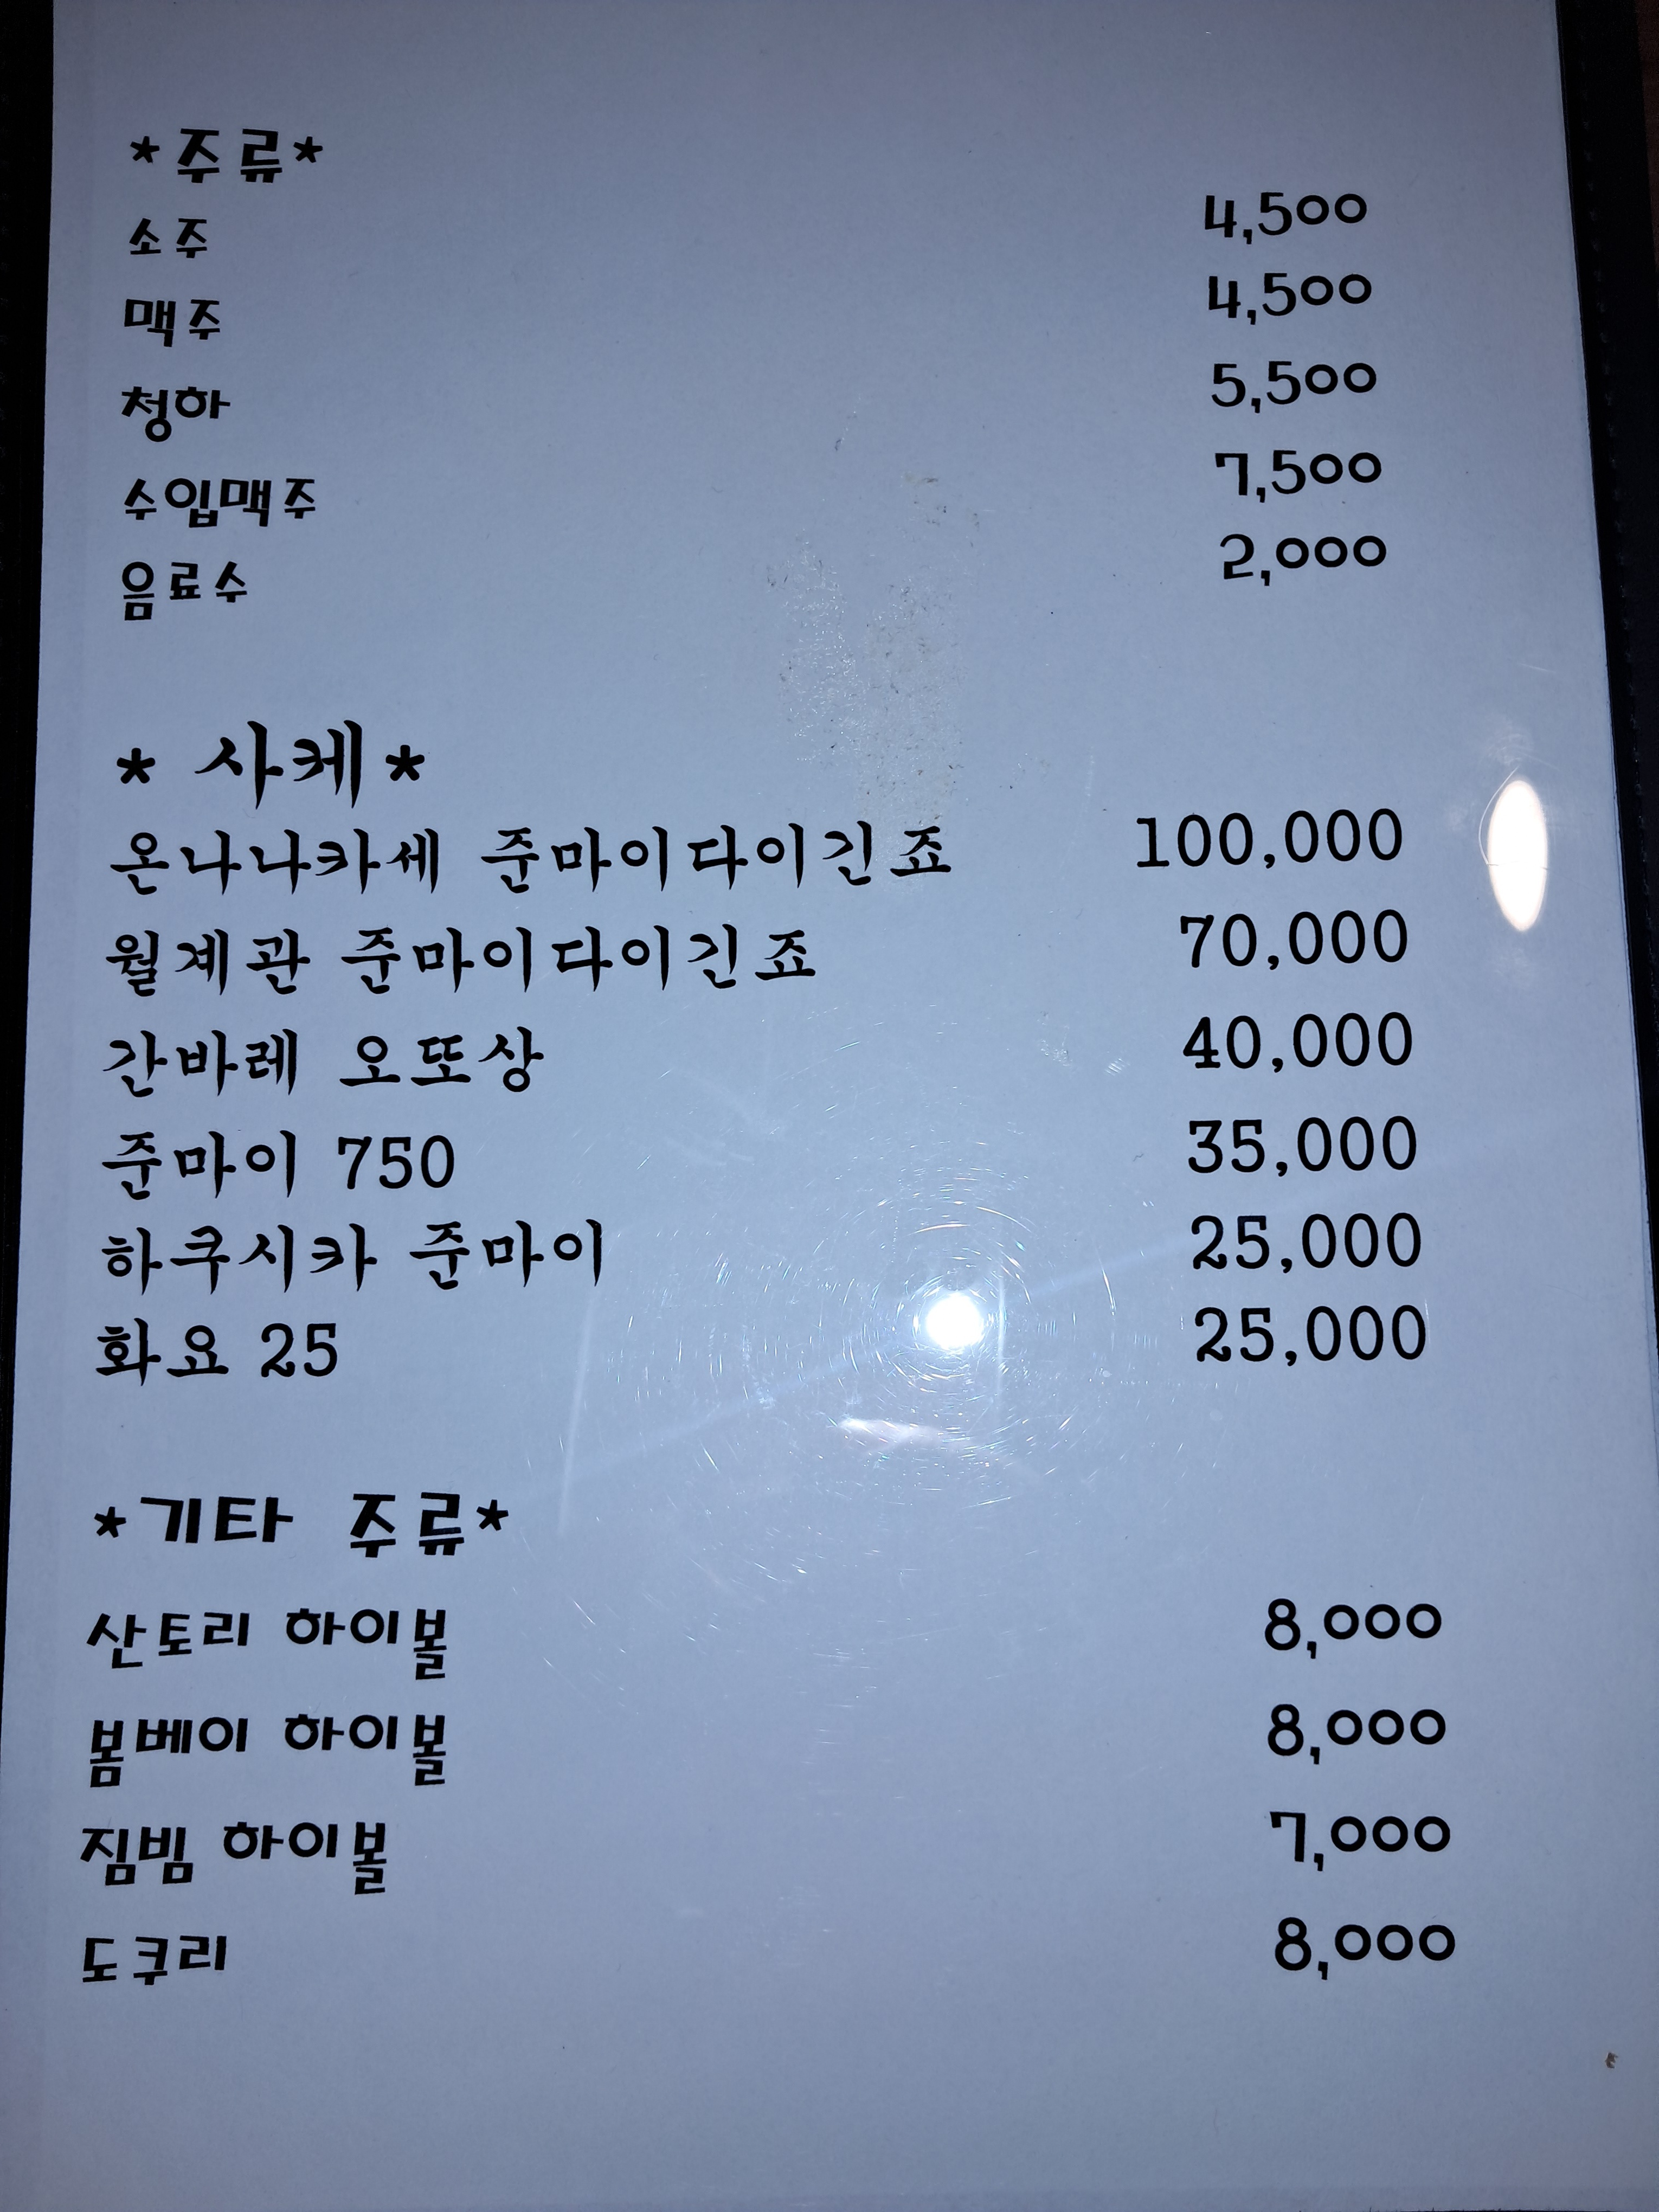 *주류*
소주 4,500
맥주 4,500
청하 5,500
수입맥주 7,500
음료수 2,000
* 사케*
온나나카세 준마이다이긴죠 100,000
월계관 준마이다이긴죠 70,000
간바레 오또상 40,000
준마이 750 35,000
하쿠시카 준마이 25,000
화요 25 25,000
*기타 주류*
산토리 하이볼 8,000
봄베이 하이볼 8,000
짐빔 하이볼 7,000
도쿠리 8,000